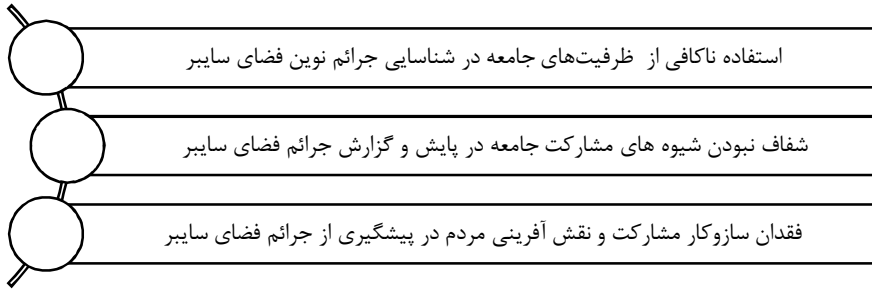 استفاده ناکافی از ظرفیت‌های جامعه در شناسایی جرائم نوین فضای سایبر
شفاف نبودن شیوه های مشارکت جامعه در پایش و گزارش جرائم فضای سایبر
فقدان سازوکار مشارکت و نقش آفرینی مردم در پیشگیری از جرائم فضای سایبر